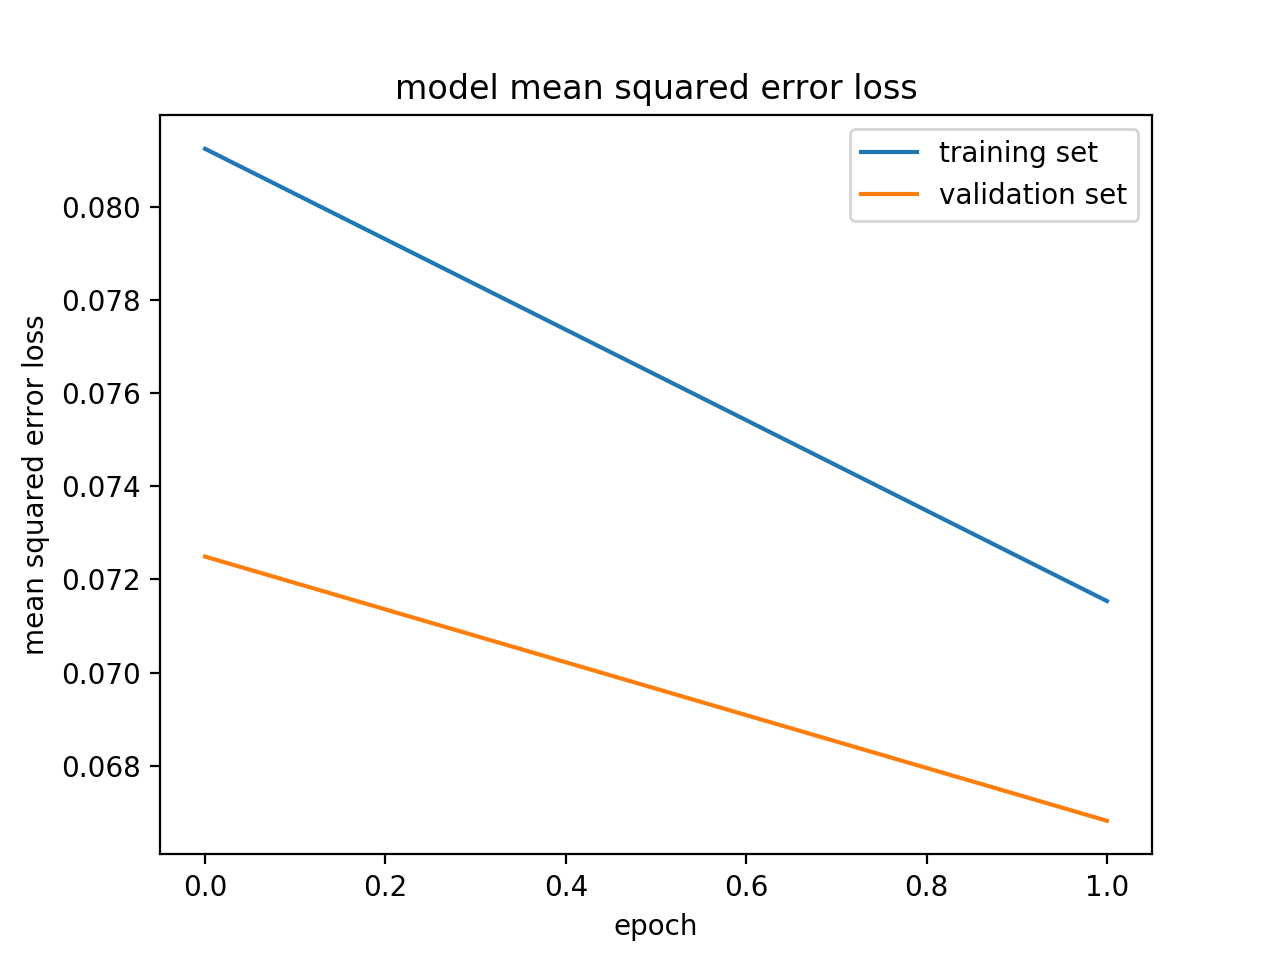 model mean squared error loss
training set
validation set
0.080
0.078
0.076
0.074
0.072
0.070
0.068
mean squared error loss
0.0 0.2 0.4 0.6 0.8 1.0
epoch